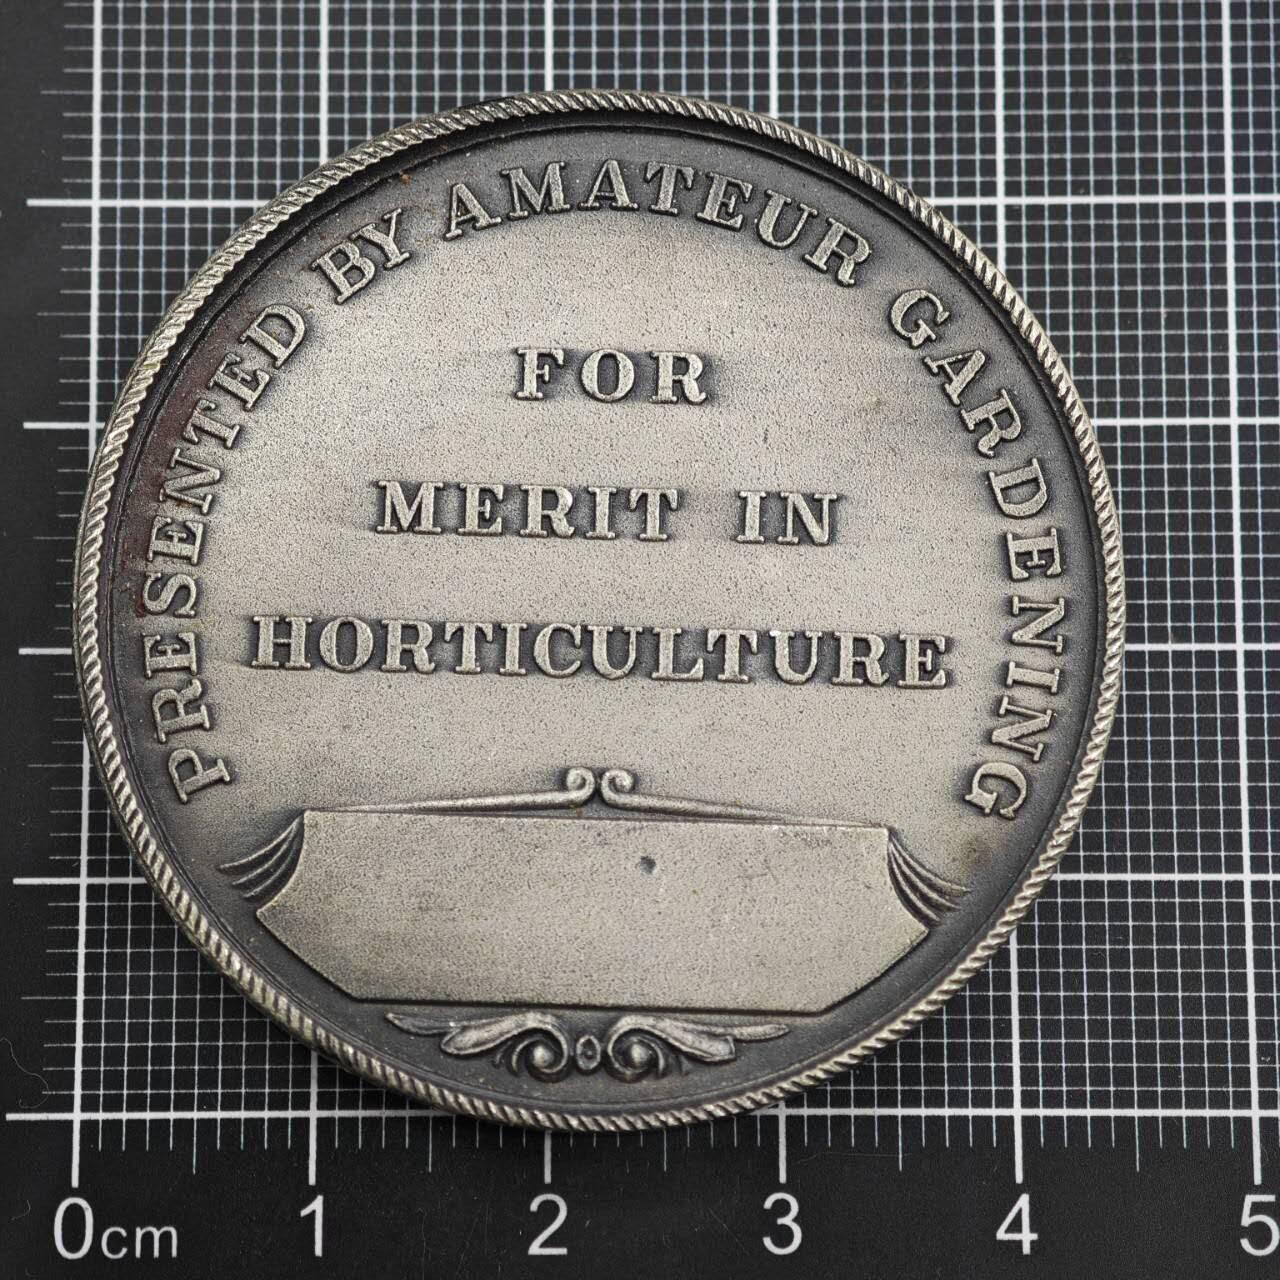 PRESENTED BY AMATEUR GARDENING
FOR
MERIT IN
HORTICULTURE
0cm 1 2 3 4 5